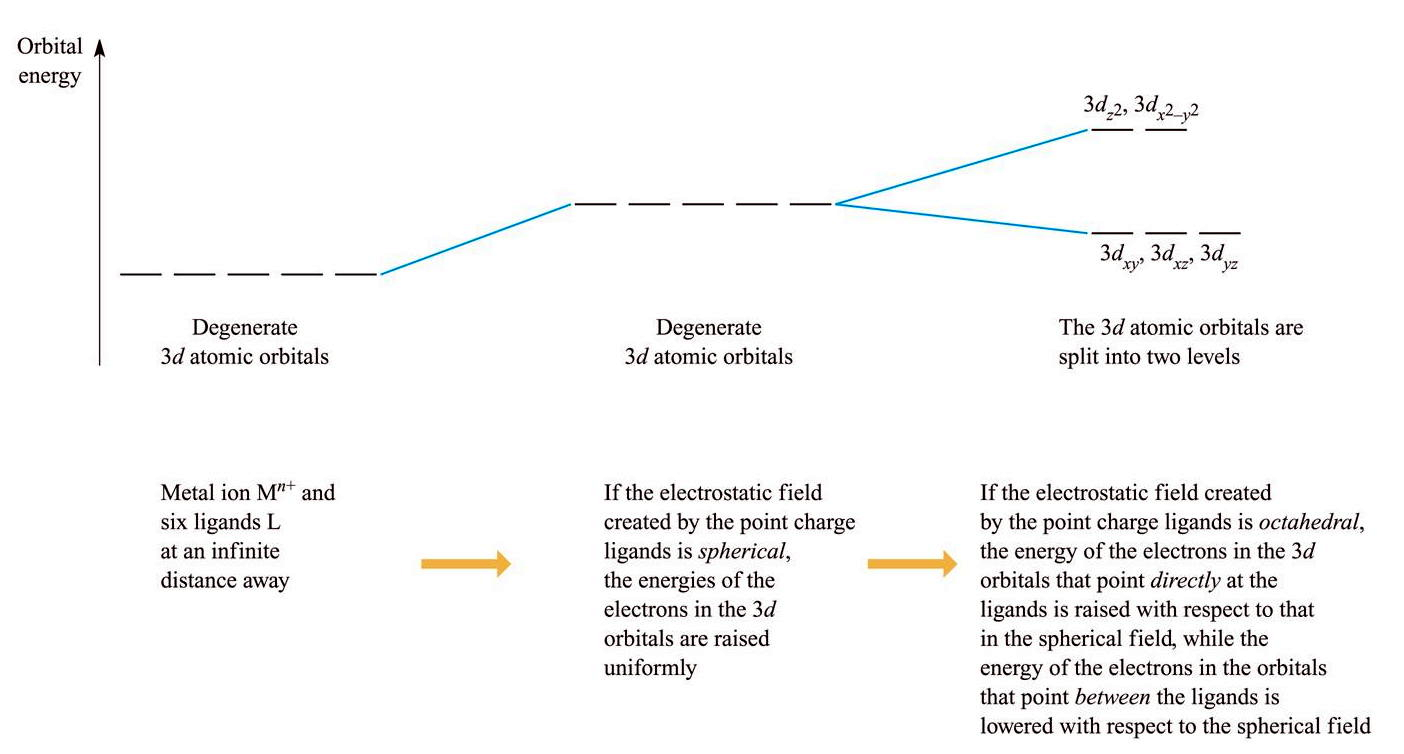 Orbital
energy
3d_z2, 3d_x2–y2
3d_xy, 3d_xz, 3d_yz
Degenerate
3d atomic orbitals
Degenerate
3d atomic orbitals
The 3d atomic orbitals are
split into two levels
Metal ion Mⁿ⁺ and
six ligands L
at an infinite
distance away
If the electrostatic field
created by the point charge
ligands is spherical,
the energies of the
electrons in the 3d
orbitals are raised
uniformly
If the electrostatic field created
by the point charge ligands is octahedral,
the energy of the electrons in the 3d
orbitals that point directly at the
ligands is raised with respect to that
in the spherical field, while the
energy of the electrons in the orbitals
that point between the ligands is
lowered with respect to the spherical field